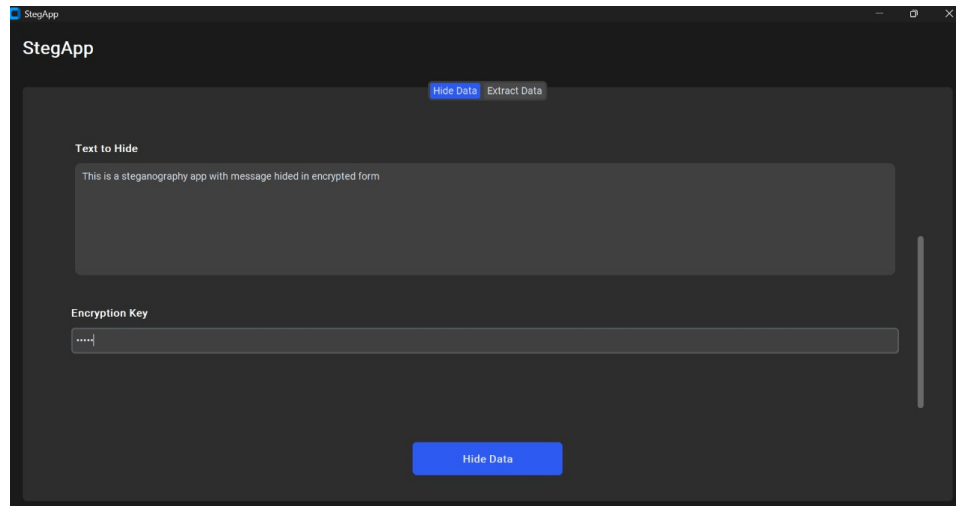 StegApp
StegApp
Hide Data Extract Data
Text to Hide
This is a steganography app with message hided in encrypted form
Encryption Key
•••••
Hide Data